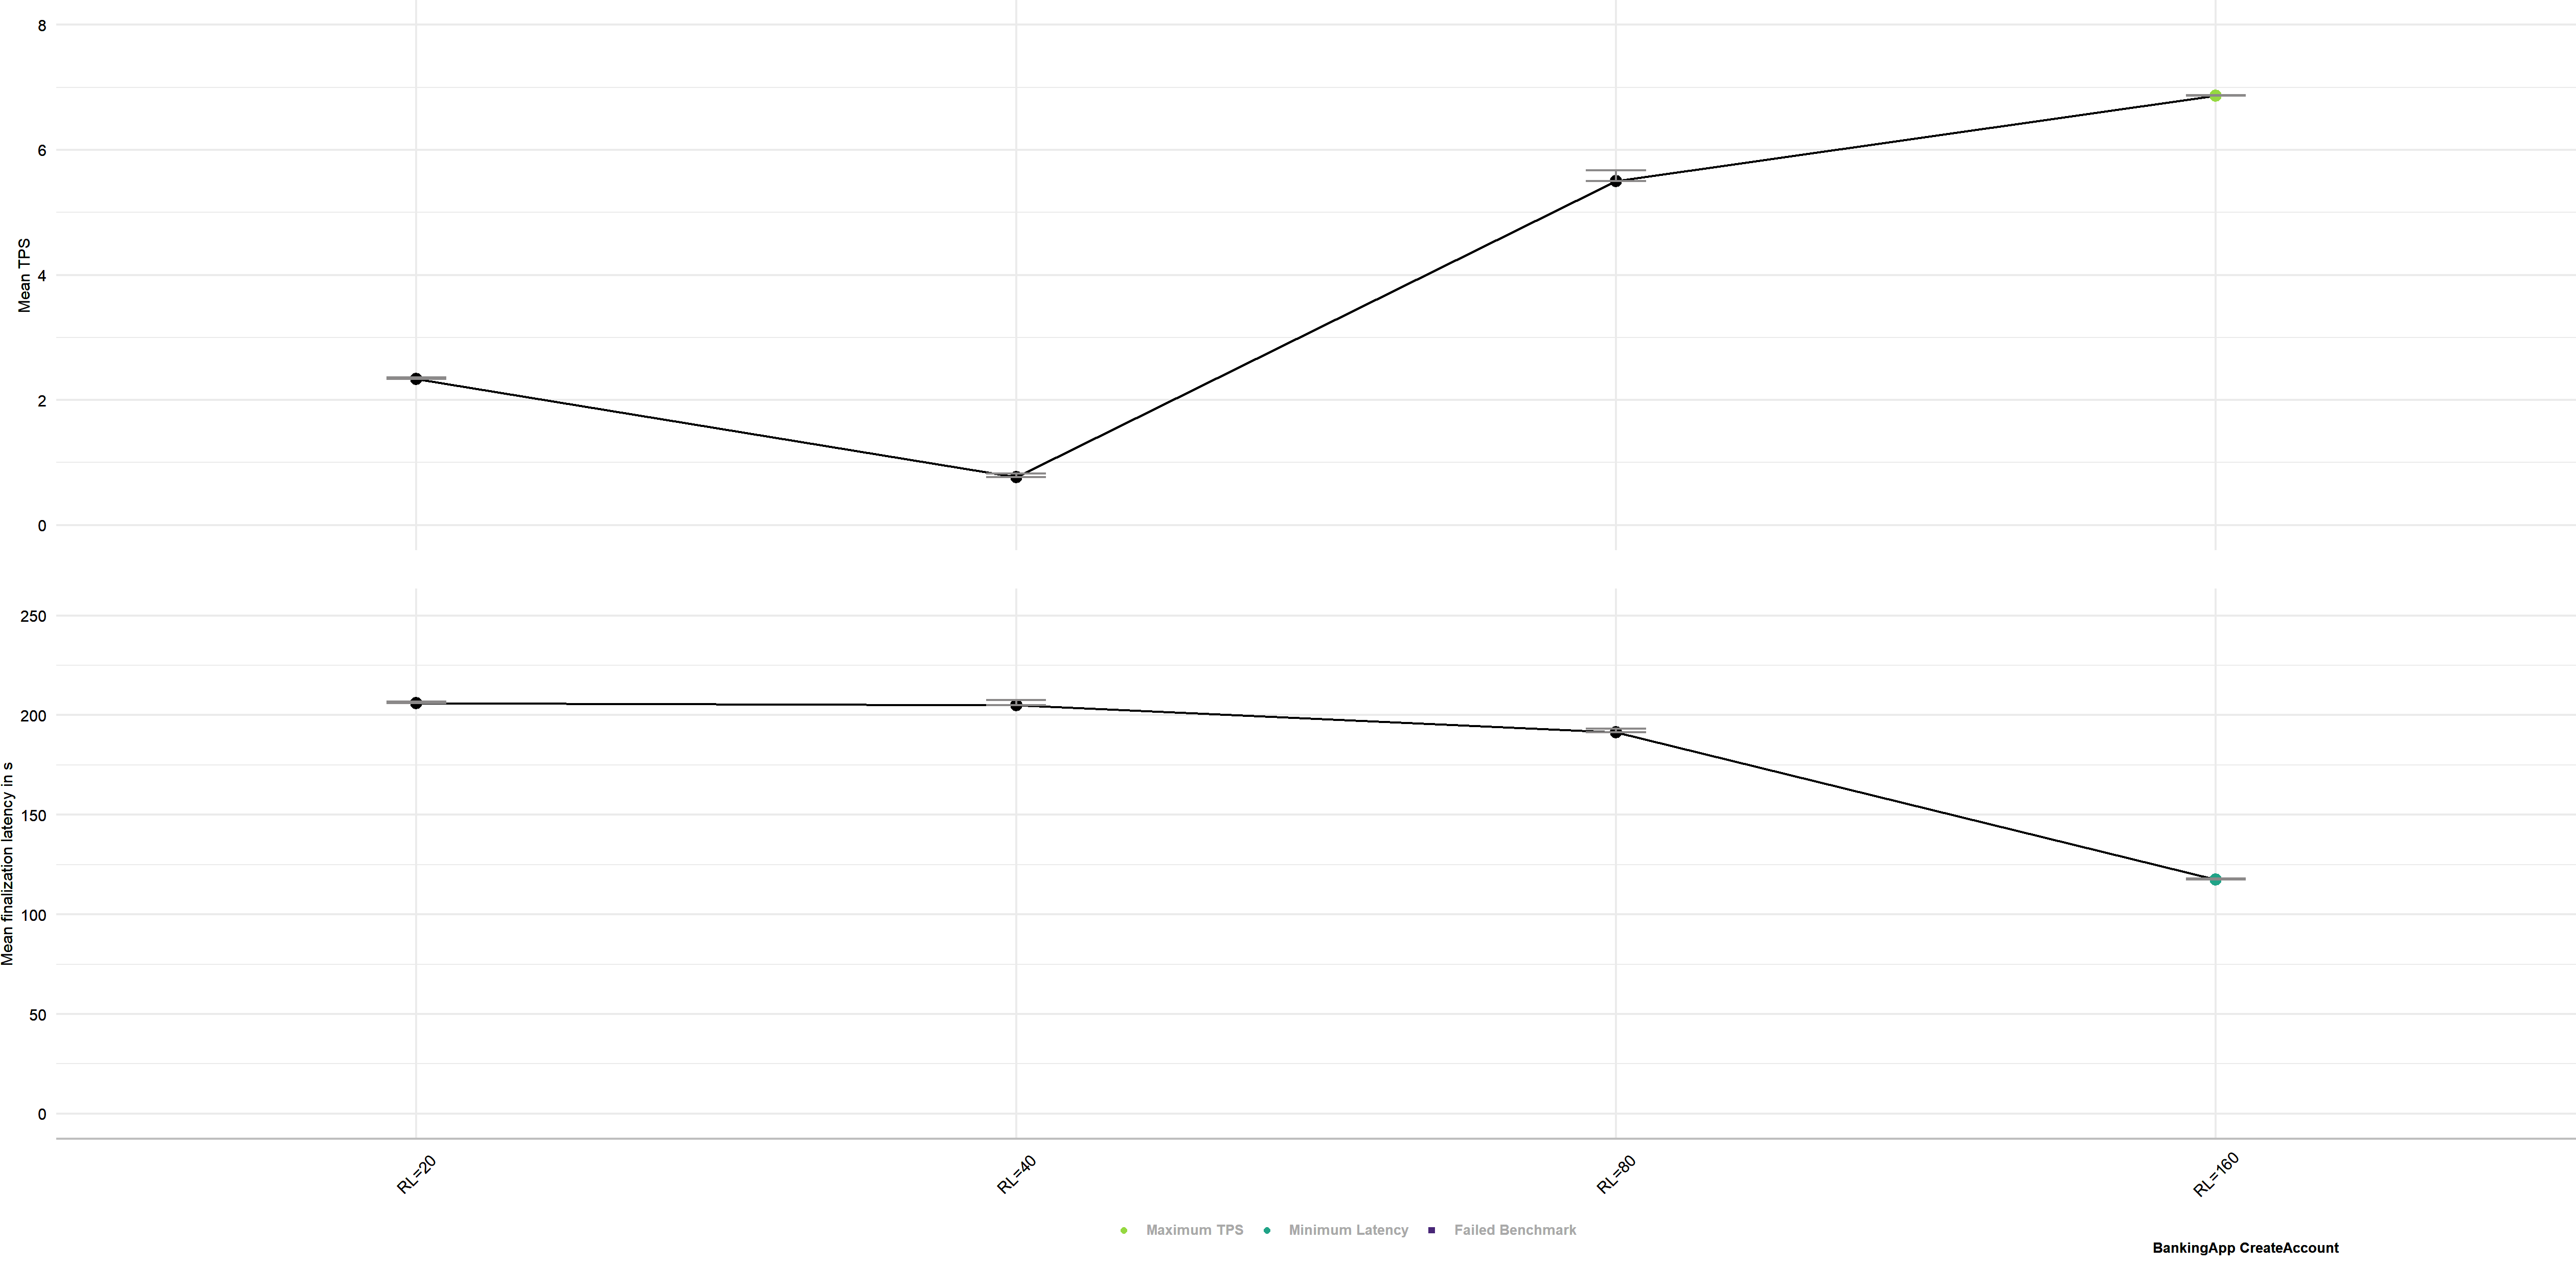 Mean TPS
8
6
4
2
0
Mean finalization latency in s
250
200
150
100
50
0
RL=20
RL=40
RL=80
RL=160
Maximum TPS
Minimum Latency
Failed Benchmark
BankingApp CreateAccount